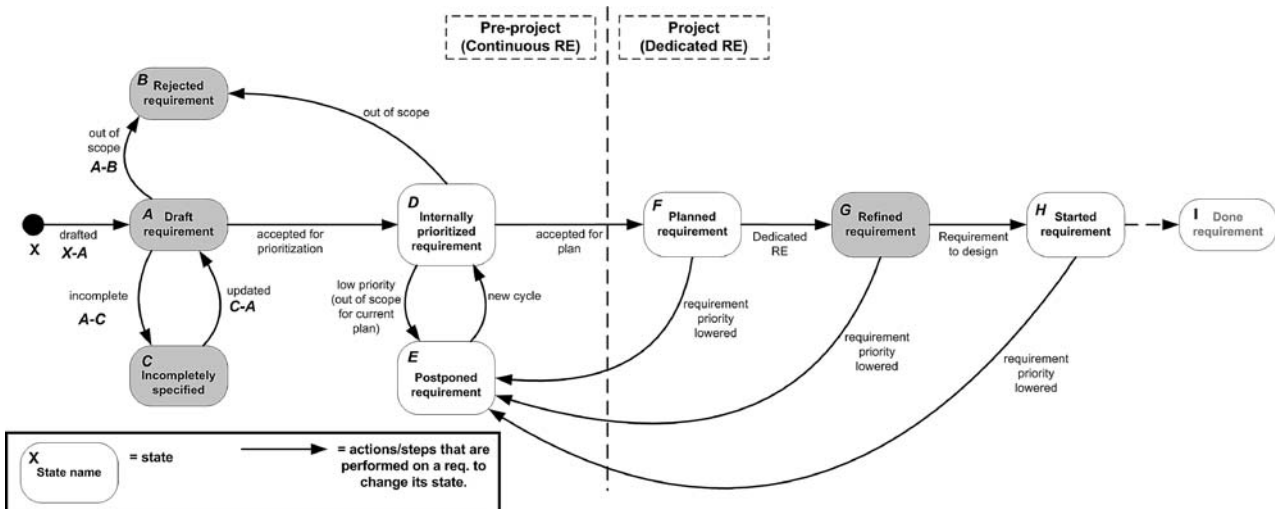 Pre-project
(Continuous RE)
Project
(Dedicated RE)
B
Rejected
requirement
out of scope
out of
scope
A-B
X
drafted
X-A
A
Draft
requirement
accepted for
prioritization
D
Internally
prioritized
requirement
accepted for
plan
F
Planned
requirement
Dedicated
RE
G
Refined
requirement
Requirement
to design
H
Started
requirement
I
Done
requirement
incomplete
A-C
updated
C-A
low priority
(out of scope
for current
plan)
new cycle
requirement
priority
lowered
requirement
priority
lowered
requirement
priority
lowered
C
Incompletely
specified
E
Postponed
requirement
X
State name
= state
= actions/steps that are
performed on a req. to
change its state.